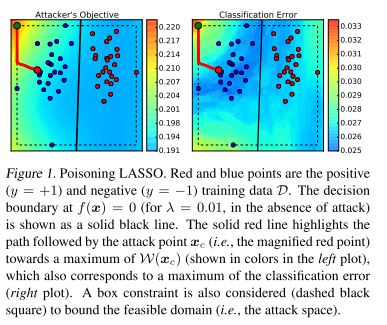 Attacker's Objective
Classification Error
0.220
0.217
0.213
0.210
0.207
0.204
0.201
0.197
0.194
0.191
0.033
0.032
0.031
0.030
0.029
0.028
0.027
0.026
0.025
Figure 1. Poisoning LASSO. Red and blue points are the positive
(y = +1) and negative (y = −1) training data D. The decision
boundary at f(x) = 0 (for λ = 0.01, in the absence of attack)
is shown as a solid black line. The solid red line highlights the
path followed by the attack point xc (i.e., the magnified red point)
towards a maximum of W(xc) (shown in colors in the left plot),
which also corresponds to a maximum of the classification error
(right plot). A box constraint is also considered (dashed black
square) to bound the feasible domain (i.e., the attack space).